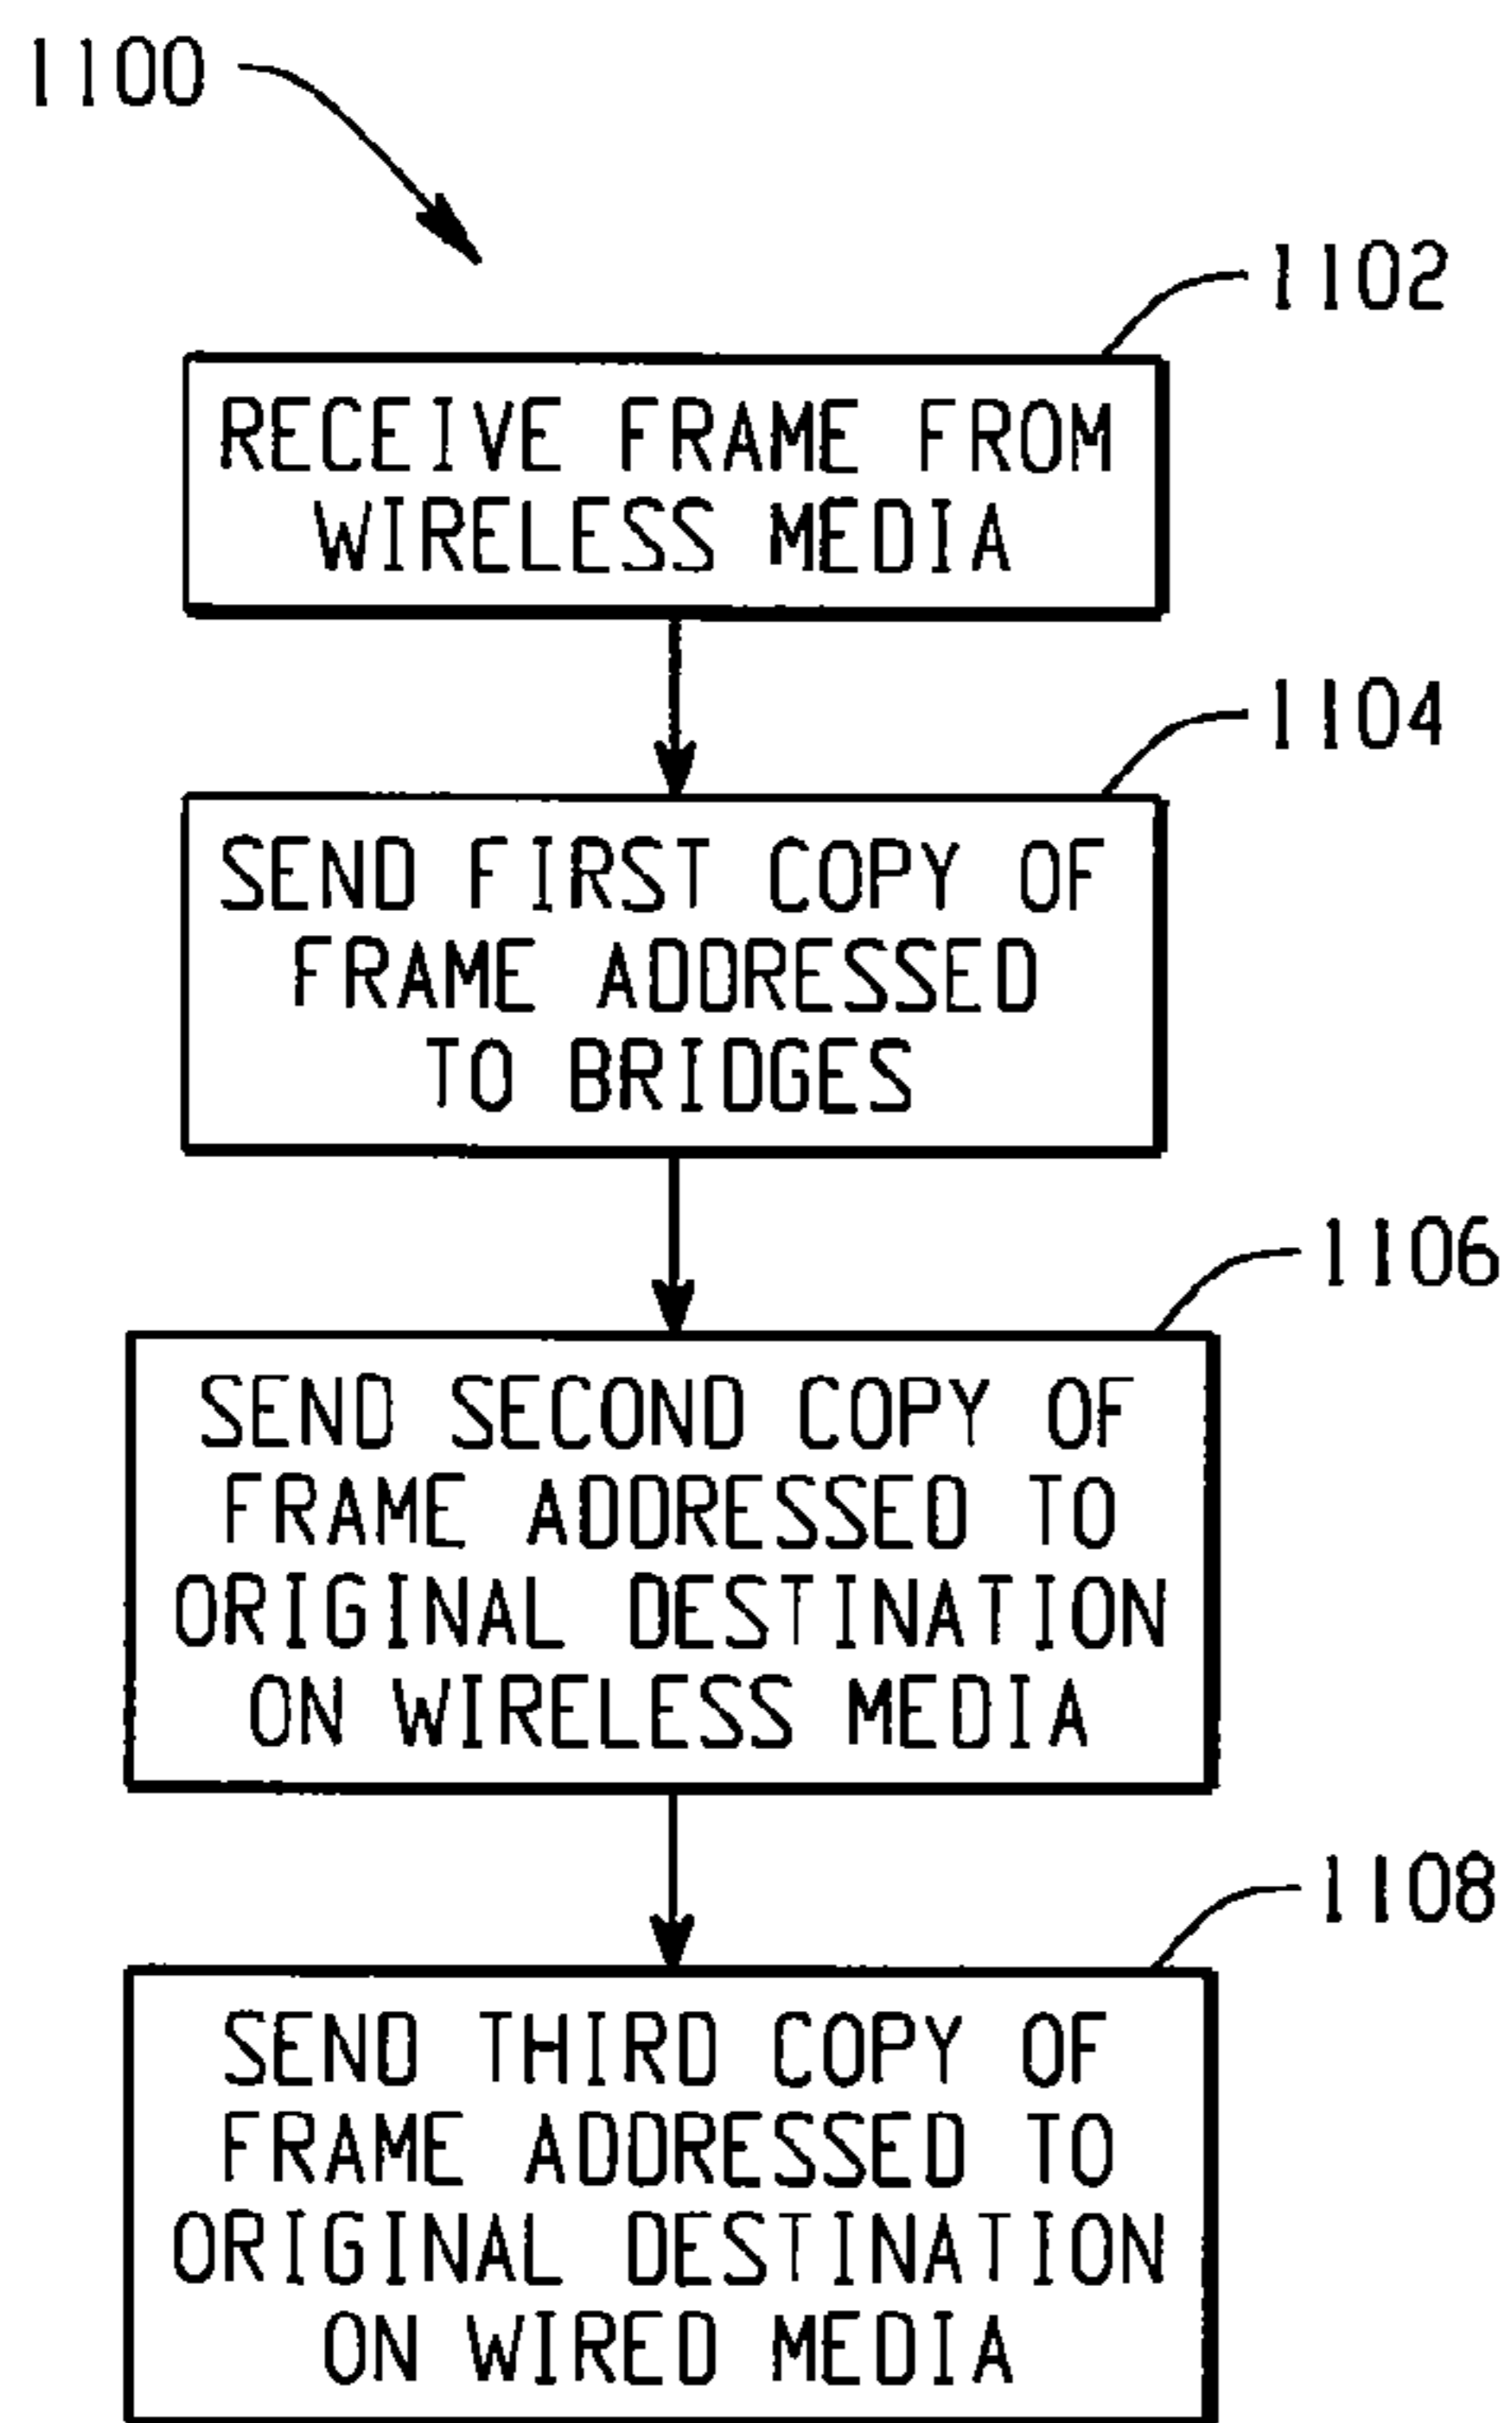 1100
1102
RECEIVE FRAME FROM
WIRELESS MEDIA
1104
SEND FIRST COPY OF
FRAME ADDRESSED
TO BRIDGES
1106
SEND SECOND COPY OF
FRAME ADDRESSED TO
ORIGINAL DESTINATION
ON WIRELESS MEDIA
1108
SEND THIRD COPY OF
FRAME ADDRESSED TO
ORIGINAL DESTINATION
ON WIRED MEDIA